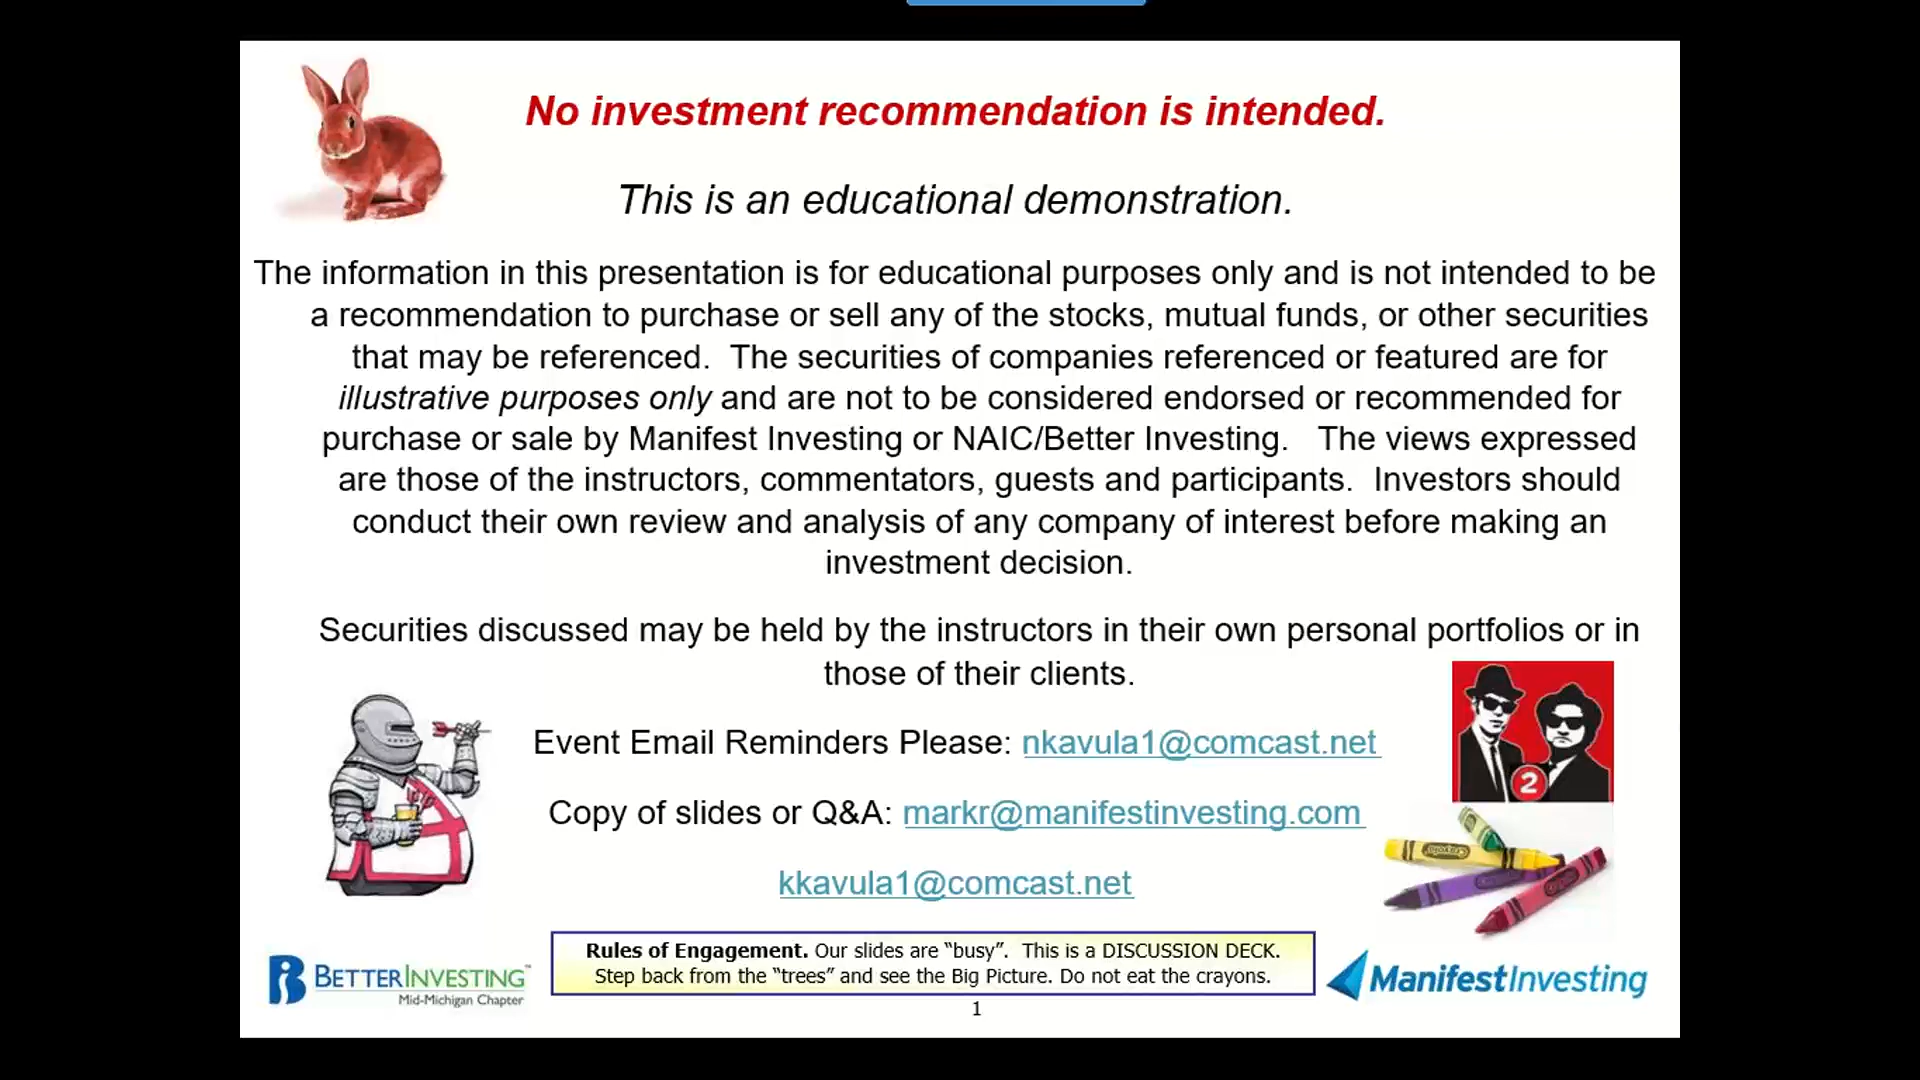 No investment recommendation is intended.
This is an educational demonstration.
The information in this presentation is for educational purposes only and is not intended to be
a recommendation to purchase or sell any of the stocks, mutual funds, or other securities
that may be referenced.  The securities of companies referenced or featured are for
illustrative purposes only and are not to be considered endorsed or recommended for
purchase or sale by Manifest Investing or NAIC/Better Investing.   The views expressed
are those of the instructors, commentators, guests and participants.  Investors should
conduct their own review and analysis of any company of interest before making an
investment decision.
Securities discussed may be held by the instructors in their own personal portfolios or in
those of their clients.
Event Email Reminders Please: nkavula1@comcast.net
2
Copy of slides or Q&A: markr@manifestinvesting.com
kkavula1@comcast.net
Rules of Engagement. Our slides are “busy”.  This is a DISCUSSION DECK.
Step back from the “trees” and see the Big Picture. Do not eat the crayons.
BETTERINVESTING™
Mid-Michigan Chapter
ManifestInvesting
1